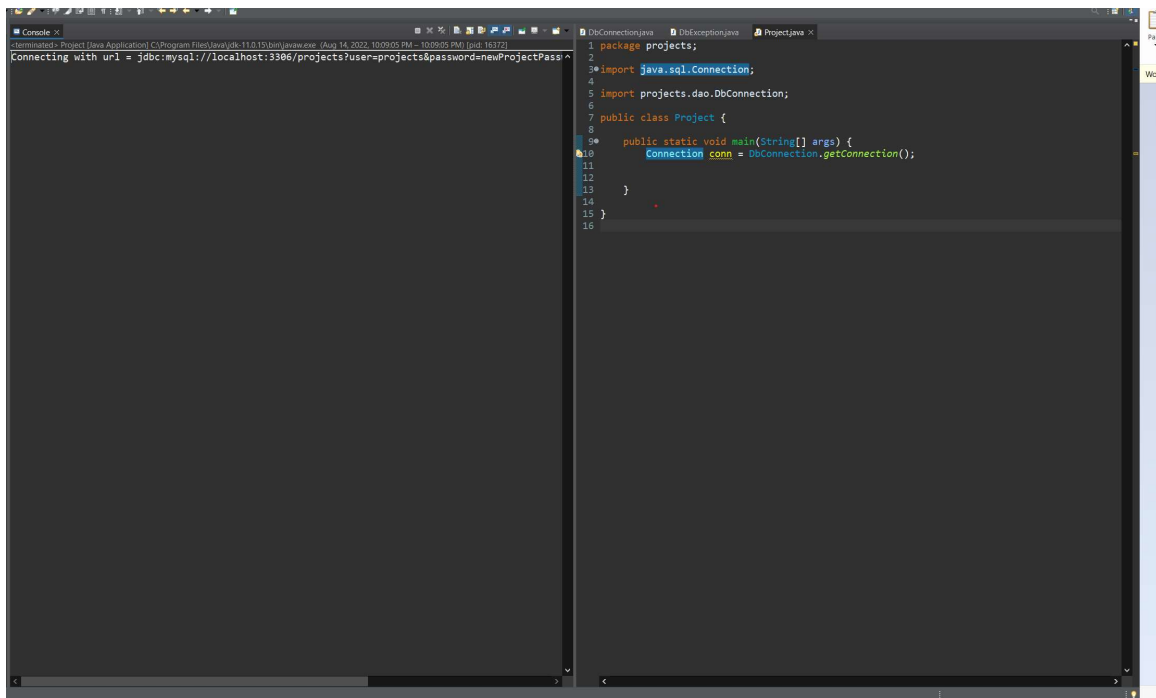 Console
<terminated> Project [Java Application] C:\Program Files\Java\jdk-11.0.15\bin\javaw.exe (Aug 14, 2022, 10:09:05 PM – 10:09:05 PM) [pid: 16372]
Connecting with url = jdbc:mysql://localhost:3306/projects?user=projects&password=newProjectPass
DbConnection.java DbException.java Project.java
1 package projects;
2
3 import java.sql.Connection;
4
5 import projects.dao.DbConnection;
6
7 public class Project {
8
9 public static void main(String[] args) {
10 Connection conn = DbConnection.getConnection();
11
12
13 }
14
15 }
16
Pa
Wo